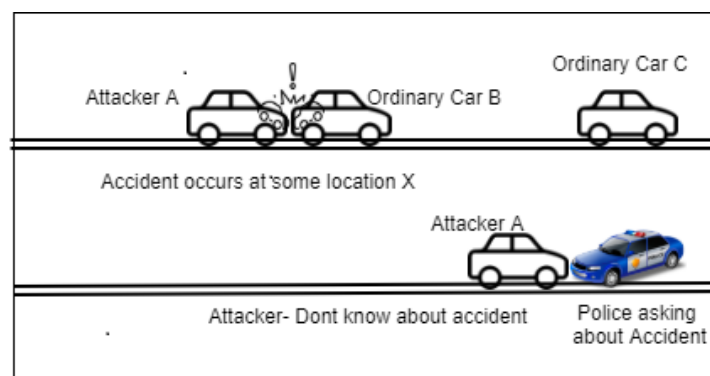 Ordinary Car C
Attacker A
!
Ordinary Car B
Accident occurs at some location X
Attacker A
Attacker- Dont know about accident
Police asking
about Accident